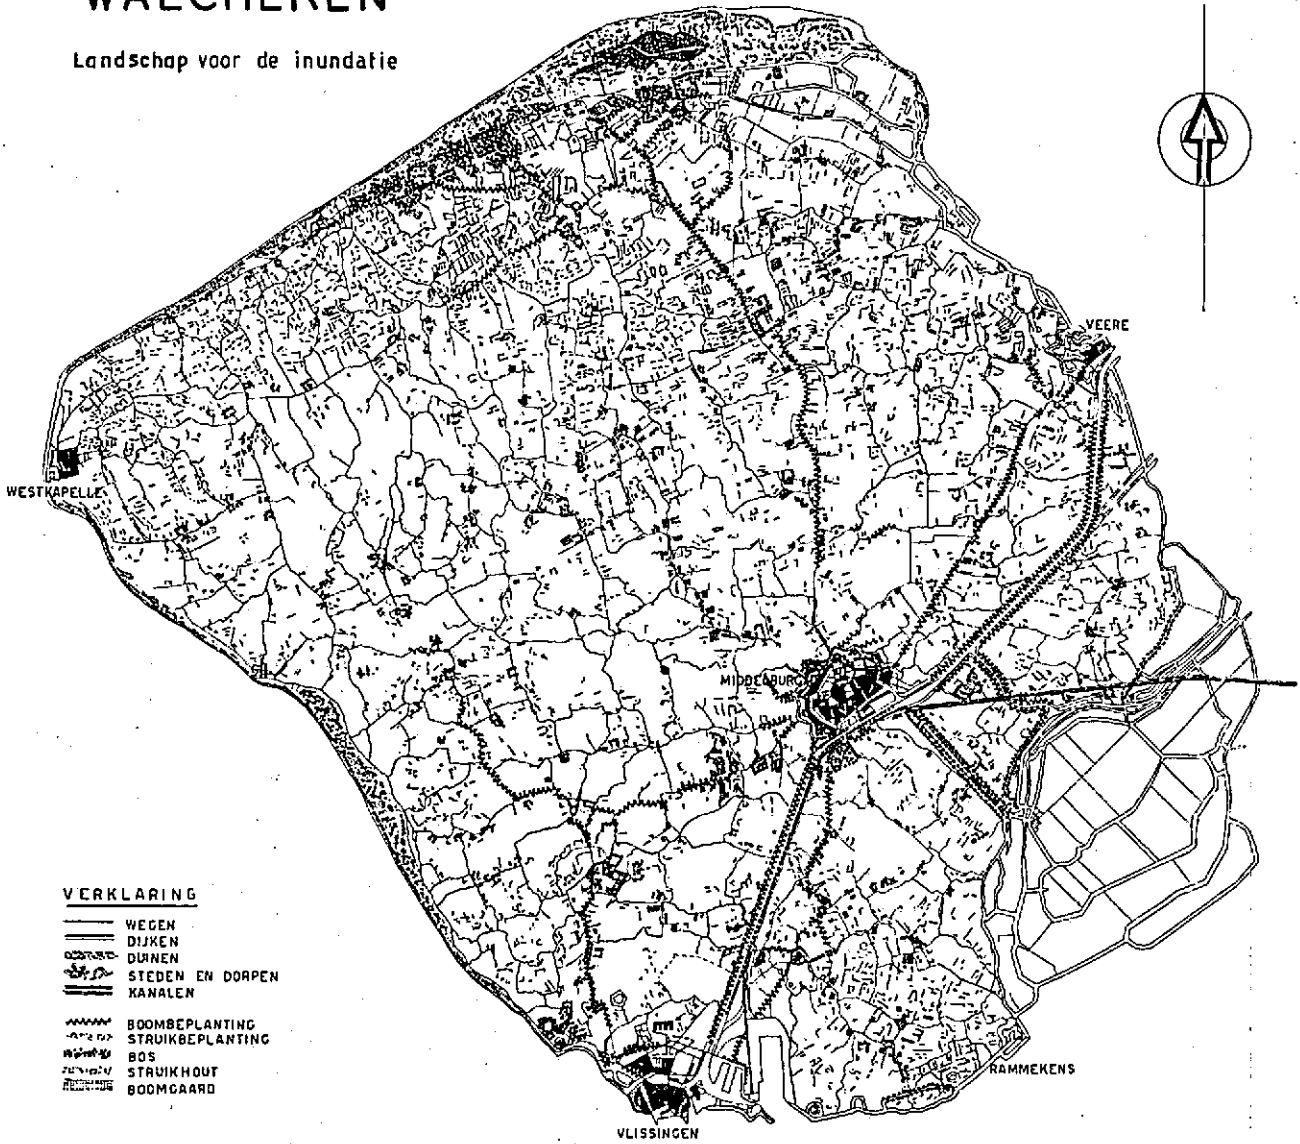 WALCHEREN
Landschap voor de inundatie
VEERE
WESTKAPELLE
MIDDELBURG
RAMMEKENS
VLISSINGEN
VERKLARING
WEGEN
DIJKEN
DUINEN
STEDEN EN DORPEN
KANALEN
BOOMBEPLANTING
STRUIKBEPLANTING
BOS
STRUIKHOUT
BOOMGAARD